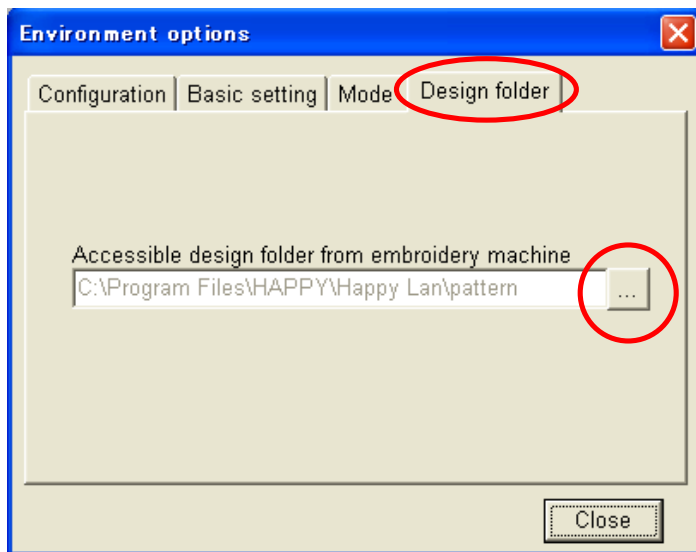 Environment options
Configuration Basic setting Mode Design folder
Accessible design folder from embroidery machine
C:\Program Files\HAPPY\Happy Lan\pattern ...
Close